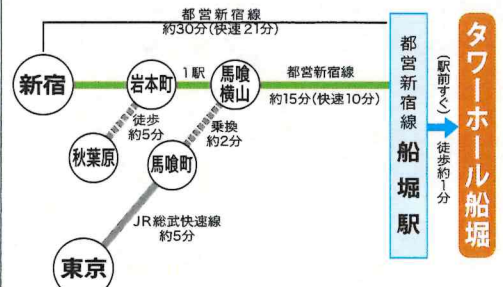 都営新宿線
約30分(快速21分)
新宿
岩本町
1駅
馬喰
横山
都営新宿線
約15分(快速10分)
徒歩
約5分
乗換
約2分
秋葉原
馬喰町
JR総武快速線
約5分
東京
都営新宿線 船堀駅
(駅前すぐ)
徒歩約1分
タワーホール船堀